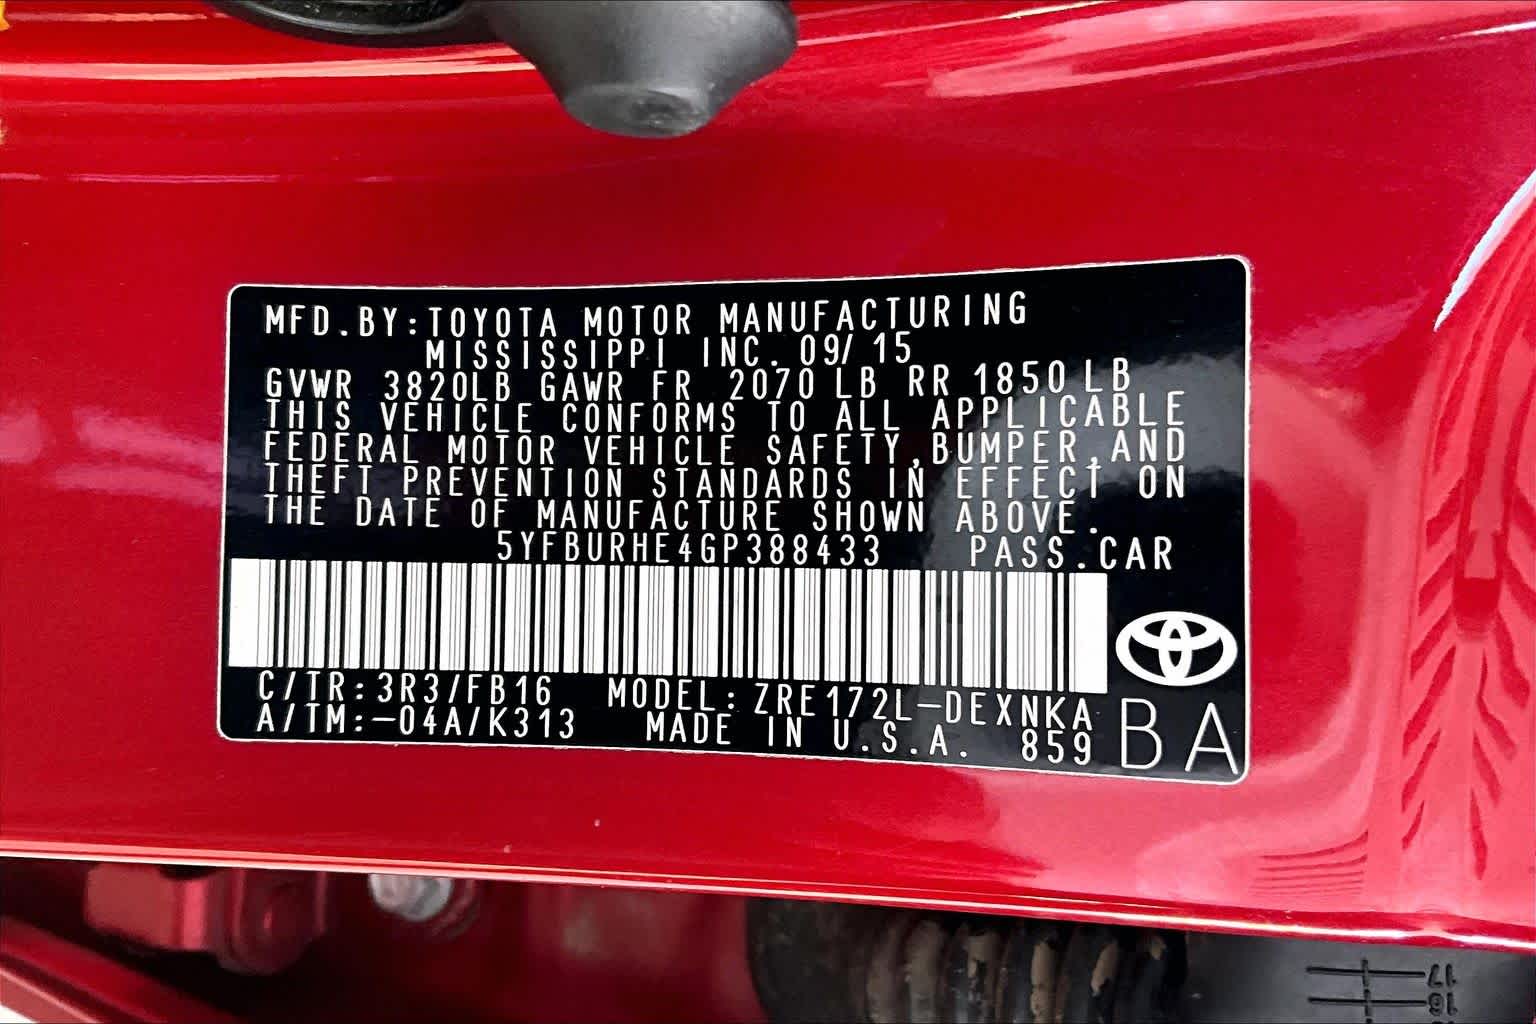 MFD.BY:TOYOTA MOTOR MANUFACTURING
MISSISSIPPI INC. 09/15
GVWR 3820LB GAWR FR 2070 LB RR 1850 LB
THIS VEHICLE CONFORMS TO ALL APPLICABLE
FEDERAL MOTOR VEHICLE SAFETY,BUMPER,AND
THEFT PREVENTION STANDARDS IN EFFECT ON
THE DATE OF MANUFACTURE SHOWN ABOVE.
5YFBURHE4GP388433 PASS.CAR
C/TR:3R3/FB16 MODEL:ZRE172L-DEXNKA
A/TM:-04A/K313 MADE IN U.S.A. 859
BA
17